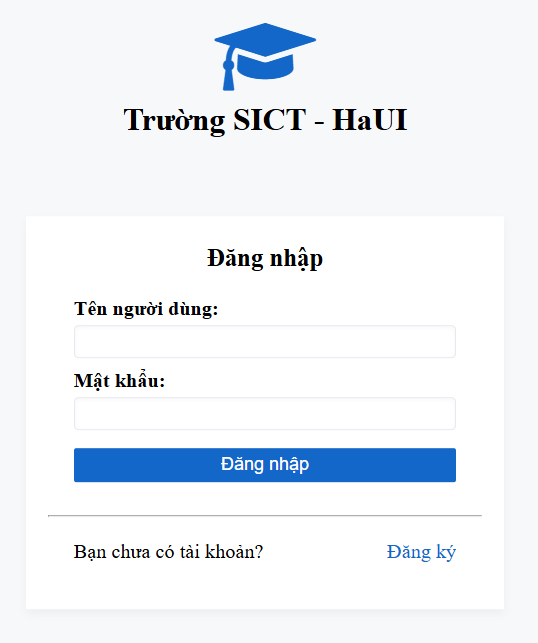 Trường SICT - HaUI
Đăng nhập
Tên người dùng:
Mật khẩu:
Đăng nhập
Bạn chưa có tài khoản? Đăng ký